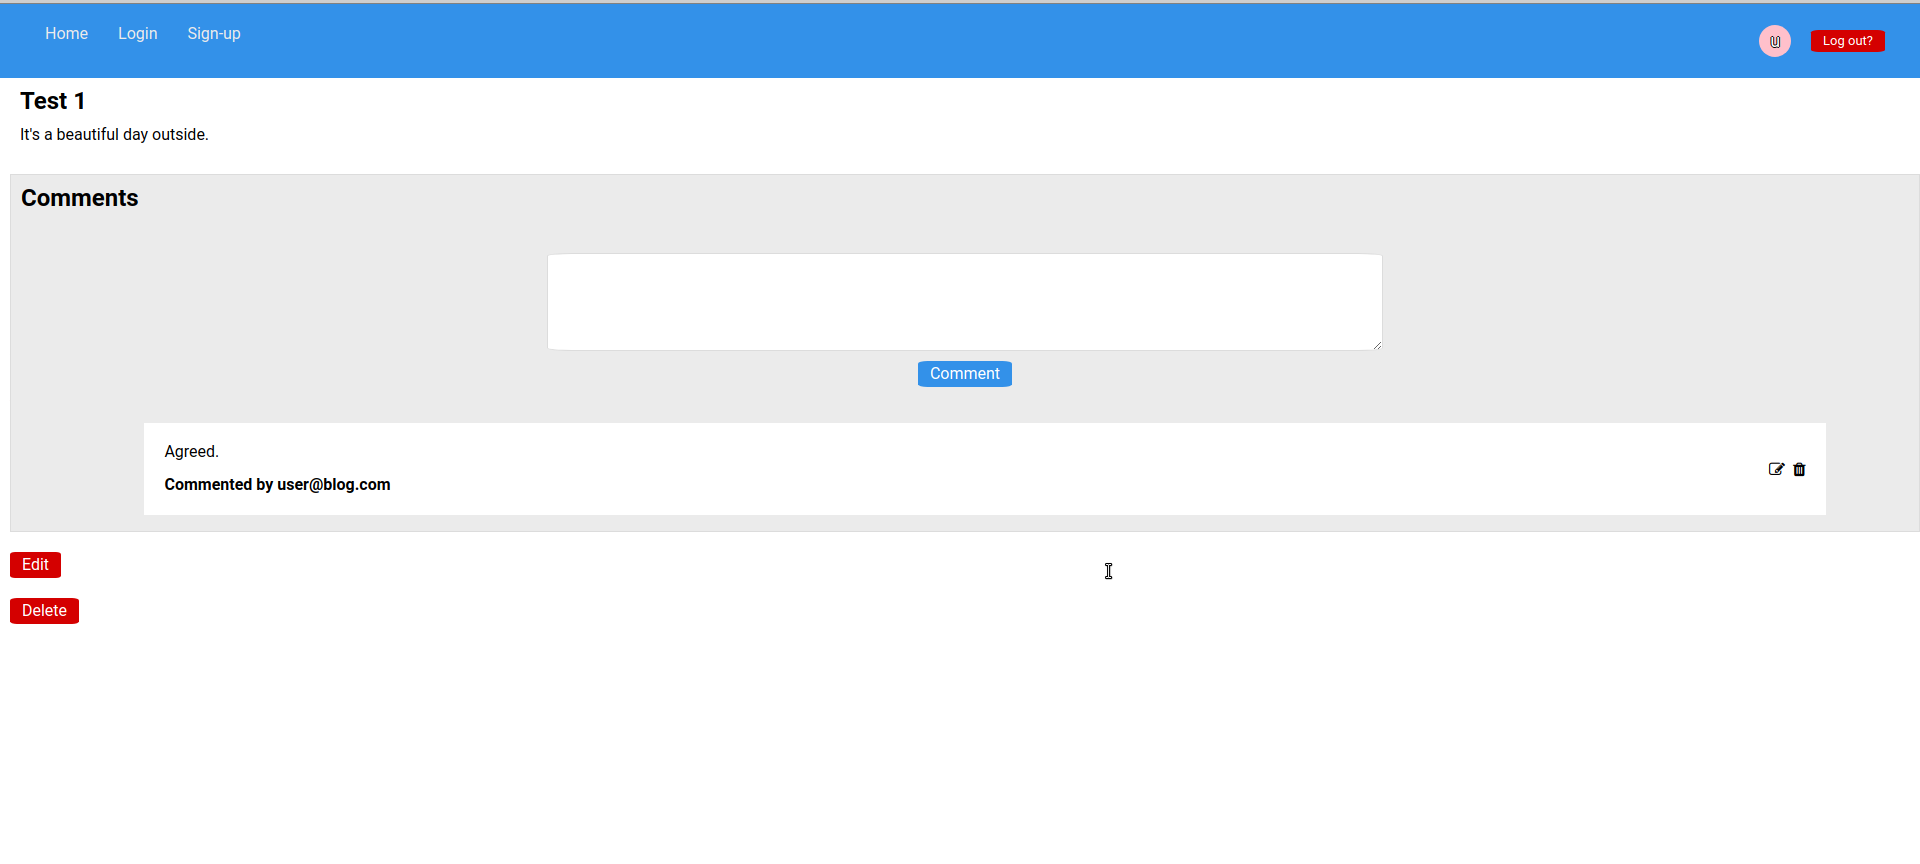 Home Login Sign-up U Log out?
Test 1
It's a beautiful day outside.
Comments
Comment
Agreed.
Commented by user@blog.com
Edit
Delete